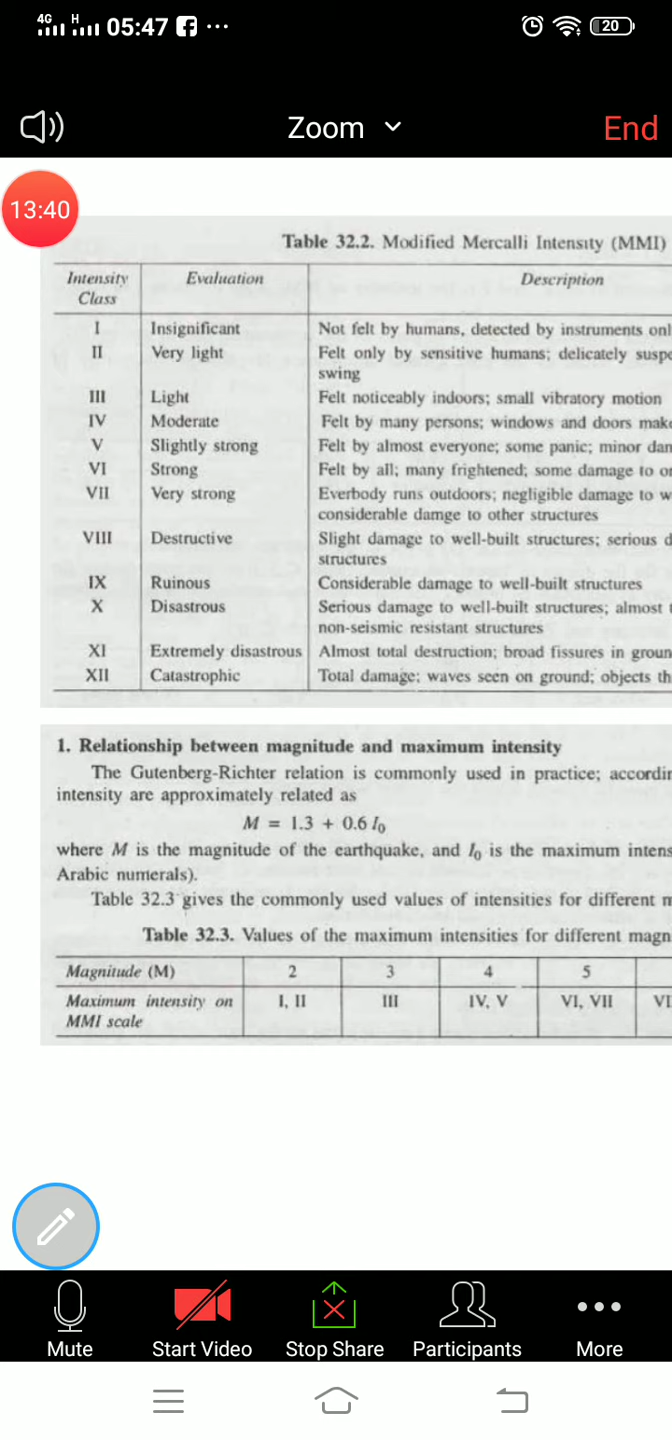 4G H 05:47 ... 20
Zoom End
13:40
Table 32.2. Modified Mercalli Intensity (MMI)
Intensity Class Evaluation Description
I Insignificant Not felt by humans, detected by instruments onl
II Very light Felt only by sensitive humans; delicately suspe
swing
III Light Felt noticeably indoors; small vibratory motion
IV Moderate Felt by many persons; windows and doors mak
V Slightly strong Felt by almost everyone; some panic; minor dan
VI Strong Felt by all; many frightened; some damage to o
VII Very strong Everbody runs outdoors; negligible damage to w
considerable damge to other structures
VIII Destructive Slight damage to well-built structures; serious d
structures
IX Ruinous Considerable damage to well-built structures
X Disastrous Serious damage to well-built structures; almost
non-seismic resistant structures
XI Extremely disastrous Almost total destruction; broad fissures in groun
XII Catastrophic Total damage; waves seen on ground; objects th
1. Relationship between magnitude and maximum intensity
The Gutenberg-Richter relation is commonly used in practice; accordin
intensity are approximately related as
M = 1.3 + 0.6 I₀
where M is the magnitude of the earthquake, and I₀ is the maximum intens
Arabic numerals).
Table 32.3 gives the commonly used values of intensities for different m
Table 32.3. Values of the maximum intensities for different magn
Magnitude (M) 2 3 4 5
Maximum intensity on I, II III IV, V VI, VII VI
MMI scale
Mute Start Video Stop Share Participants More